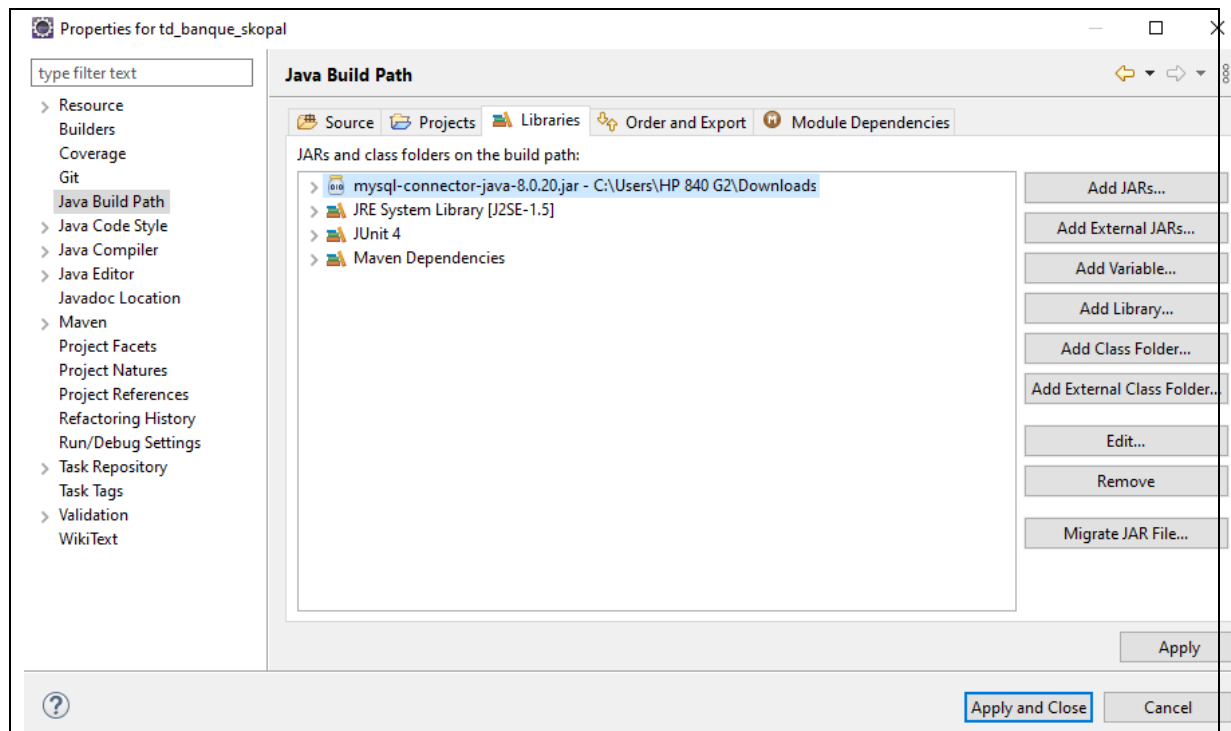 Properties for td_banque_skopal
type filter text
Resource
Builders
Coverage
Git
Java Build Path
Java Code Style
Java Compiler
Java Editor
Javadoc Location
Maven
Project Facets
Project Natures
Project References
Refactoring History
Run/Debug Settings
Task Repository
Task Tags
Validation
WikiText
Java Build Path
Source Projects Libraries Order and Export Module Dependencies
JARs and class folders on the build path:
mysql-connector-java-8.0.20.jar - C:\Users\HP 840 G2\Downloads
JRE System Library [J2SE-1.5]
JUnit 4
Maven Dependencies
Add JARs...
Add External JARs...
Add Variable...
Add Library...
Add Class Folder...
Add External Class Folder...
Edit...
Remove
Migrate JAR File...
Apply
Apply and Close Cancel